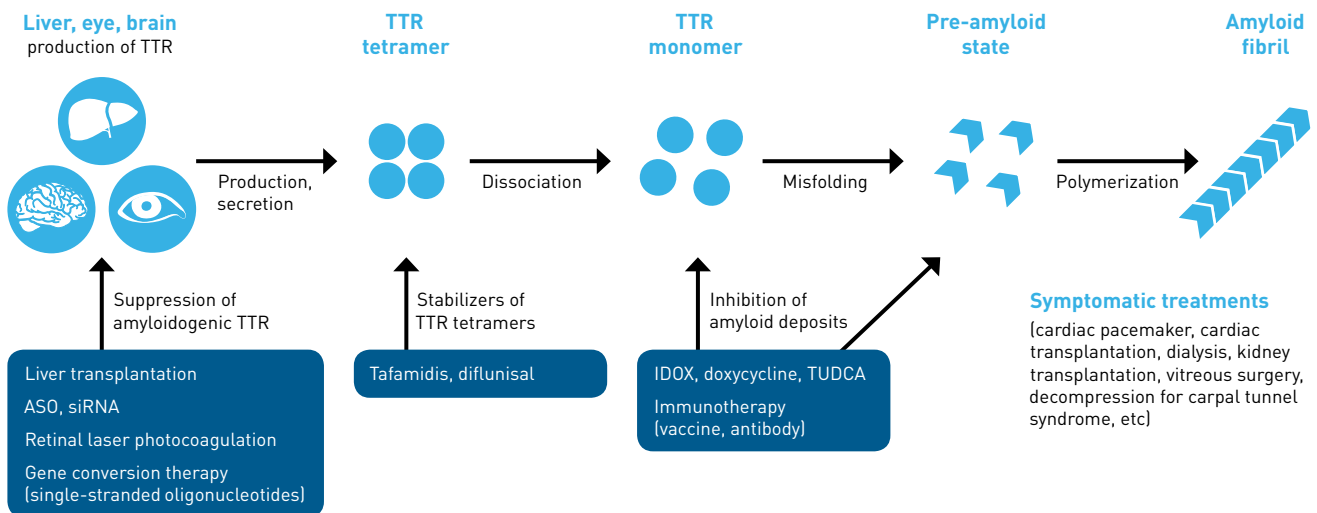 Liver, eye, brain
production of TTR
TTR
tetramer
TTR
monomer
Pre-amyloid
state
Amyloid
fibril
Production,
secretion
Dissociation
Misfolding
Polymerization
Suppression of
amyloidogenic TTR
Stabilizers of
TTR tetramers
Inhibition of
amyloid deposits
Liver transplantation
ASO, siRNA
Retinal laser photocoagulation
Gene conversion therapy
(single-stranded oligonucleotides)
Tafamidis, diflunisal
IDOX, doxycycline, TUDCA
Immunotherapy
(vaccine, antibody)
Symptomatic treatments
(cardiac pacemaker, cardiac
transplantation, dialysis, kidney
transplantation, vitreous surgery,
decompression for carpal tunnel
syndrome, etc)